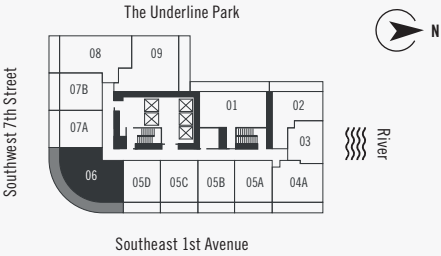 The Underline Park
N
08
09
07B
01
02
07A
03
Southwest 7th Street
River
06
05D
05C
05B
05A
04A
Southeast 1st Avenue